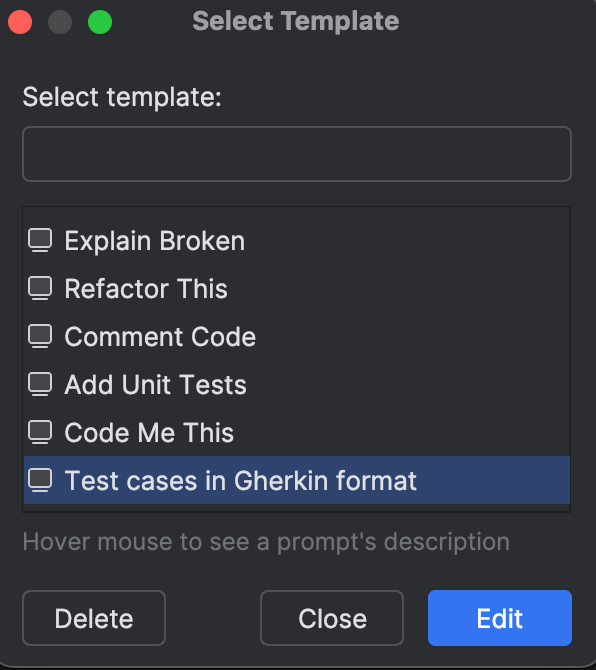 Select Template
Select template:
Explain Broken
Refactor This
Comment Code
Add Unit Tests
Code Me This
Test cases in Gherkin format
Hover mouse to see a prompt's description
Delete
Close
Edit